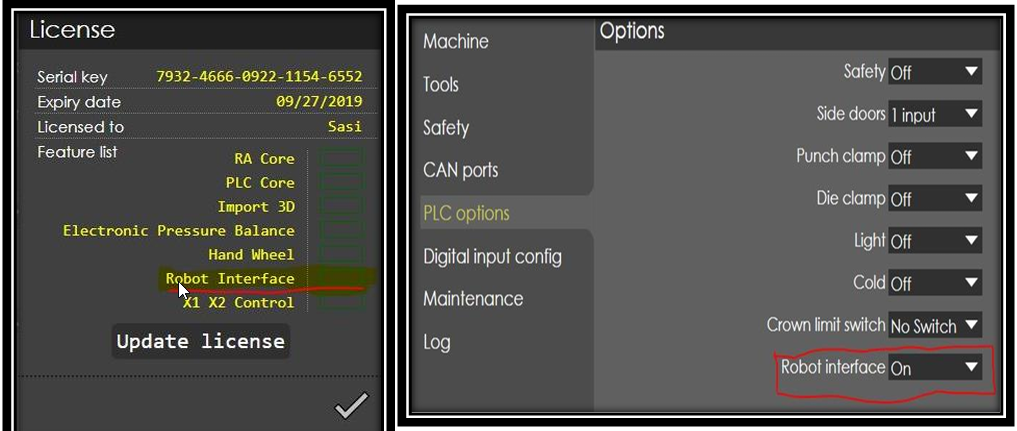 License
Serial key 7932-4666-0922-1154-6552
Expiry date 09/27/2019
Licensed to Sasi
Feature list
RA Core
PLC Core
Import 3D
Electronic Pressure Balance
Hand Wheel
Robot Interface
X1 X2 Control
Update license
Machine
Tools
Safety
CAN ports
PLC options
Digital input config
Maintenance
Log
Options
Safety Off
Side doors 1 input
Punch clamp Off
Die clamp Off
Light Off
Cold Off
Crown limit switch No Switch
Robot interface On